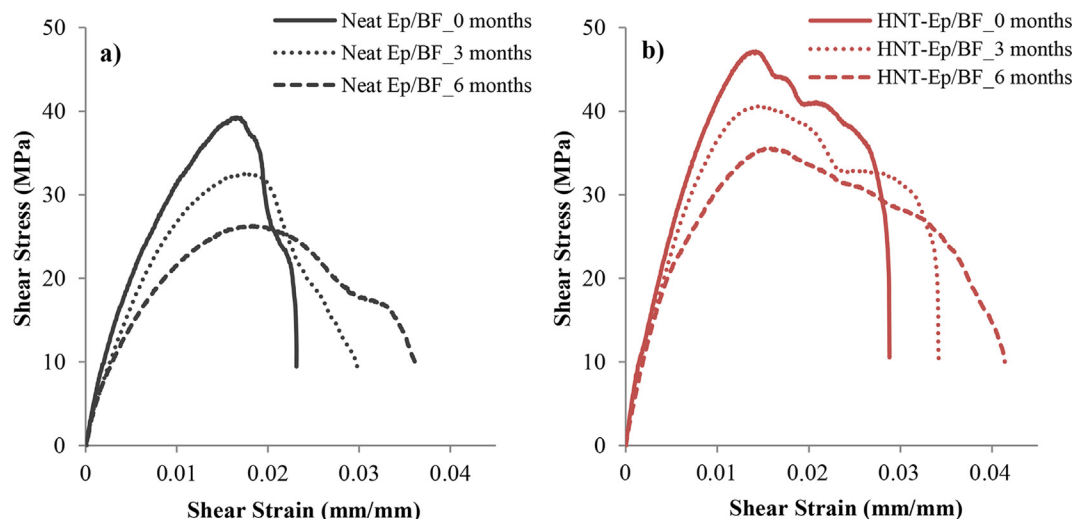 a)
Neat Ep/BF_0 months
Neat Ep/BF_3 months
Neat Ep/BF_6 months
50
40
30
20
10
0
Shear Stress (MPa)
0 0.01 0.02 0.03 0.04
Shear Strain (mm/mm)
b)
HNT-Ep/BF_0 months
HNT-Ep/BF_3 months
HNT-Ep/BF_6 months
50
40
30
20
10
0
Shear Stress (MPa)
0 0.01 0.02 0.03 0.04
Shear Strain (mm/mm)